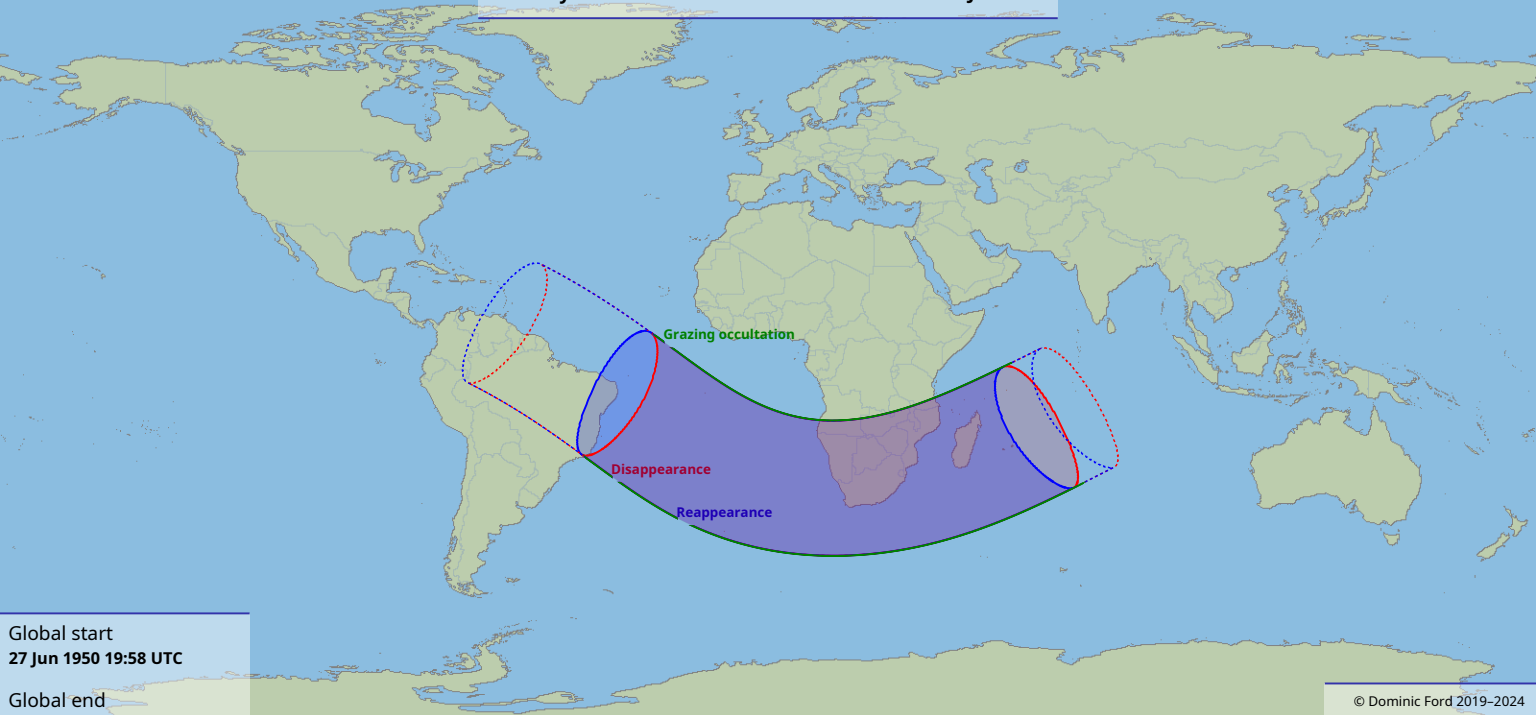 Grazing occultation
Disappearance
Reappearance
Global start
27 Jun 1950 19:58 UTC
Global end
© Dominic Ford 2019–2024